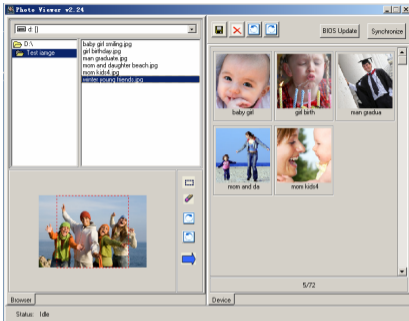 Photo Viewer v2.24
d: []
BIOS Update
Synchronize
D:\
Test iamge
baby girl smiling.jpg
girl birthday.jpg
man graduate.jpg
mom and daughter beach.jpg
mom kids4.jpg
winter young friends.jpg
baby girl
girl birth
man gradua
mom and da
mom kids4
5/72
Browser
Device
Status: Idle